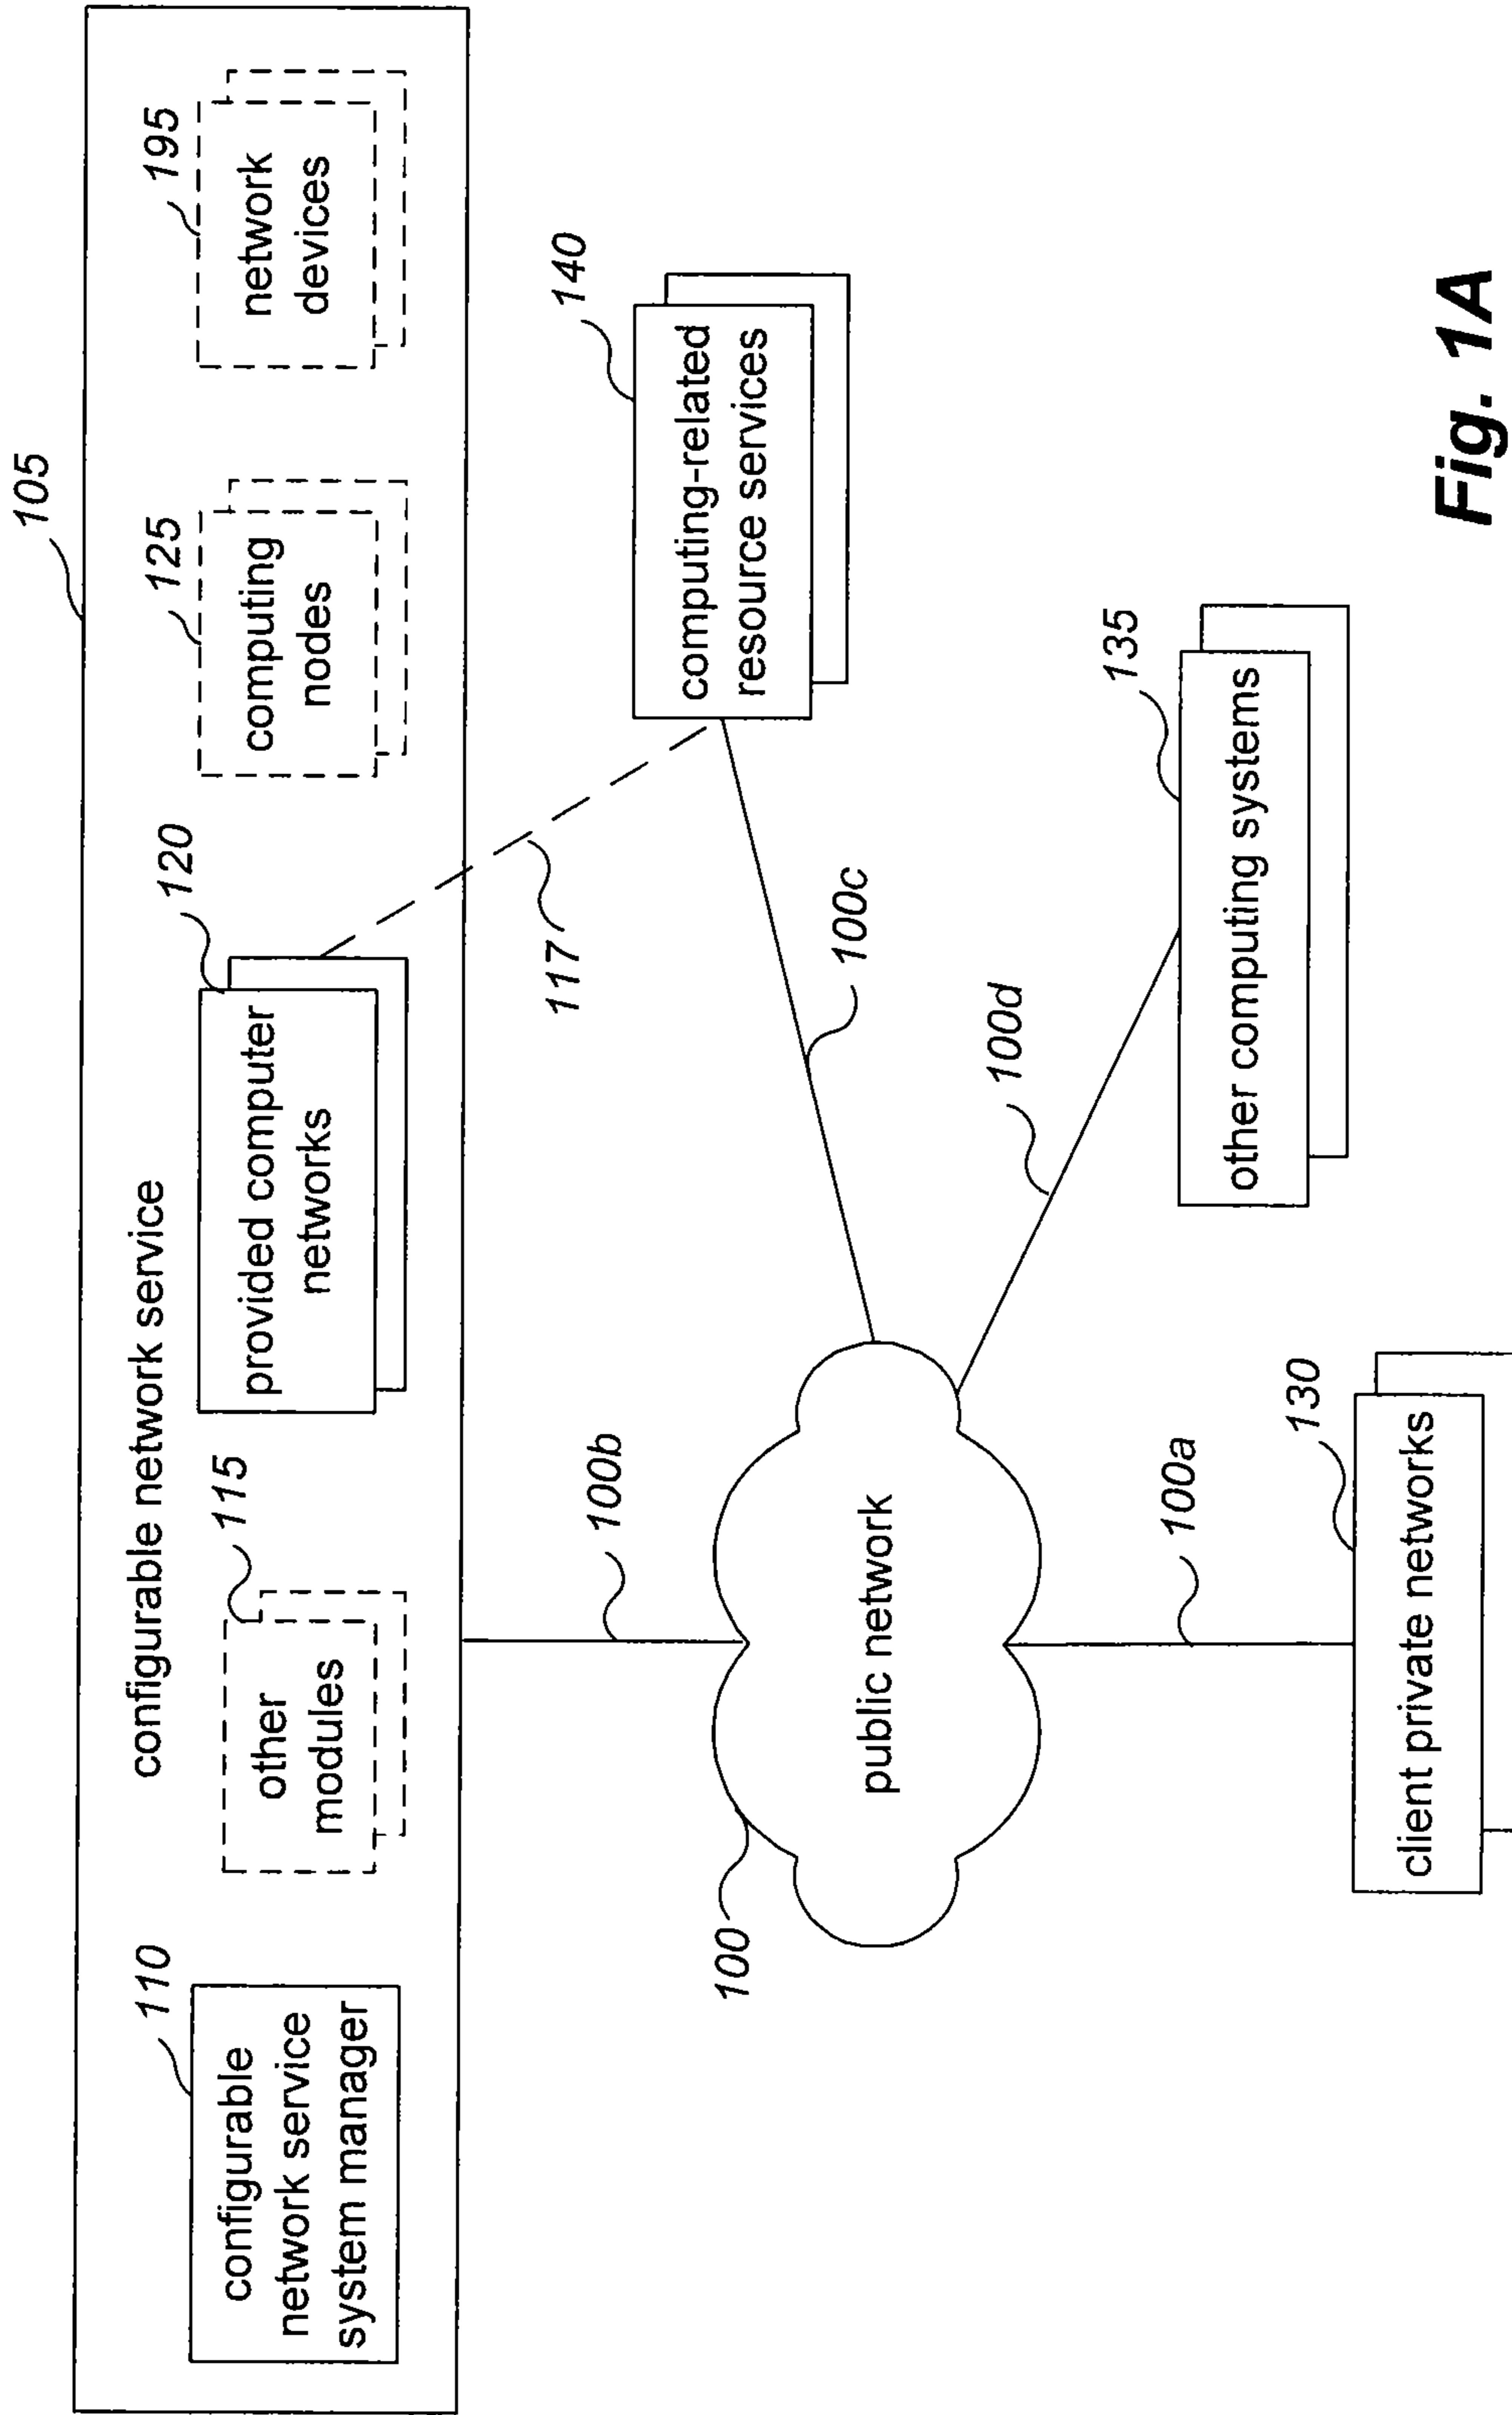 105
configurable network service
110
configurable
network service
system manager
115
other
modules
120
provided computer
networks
125
computing
nodes
195
network
devices
117
100b
140
computing-related
resource services
100
public network
100c
100d
135
other computing systems
100a
130
client private networks
Fig. 1A